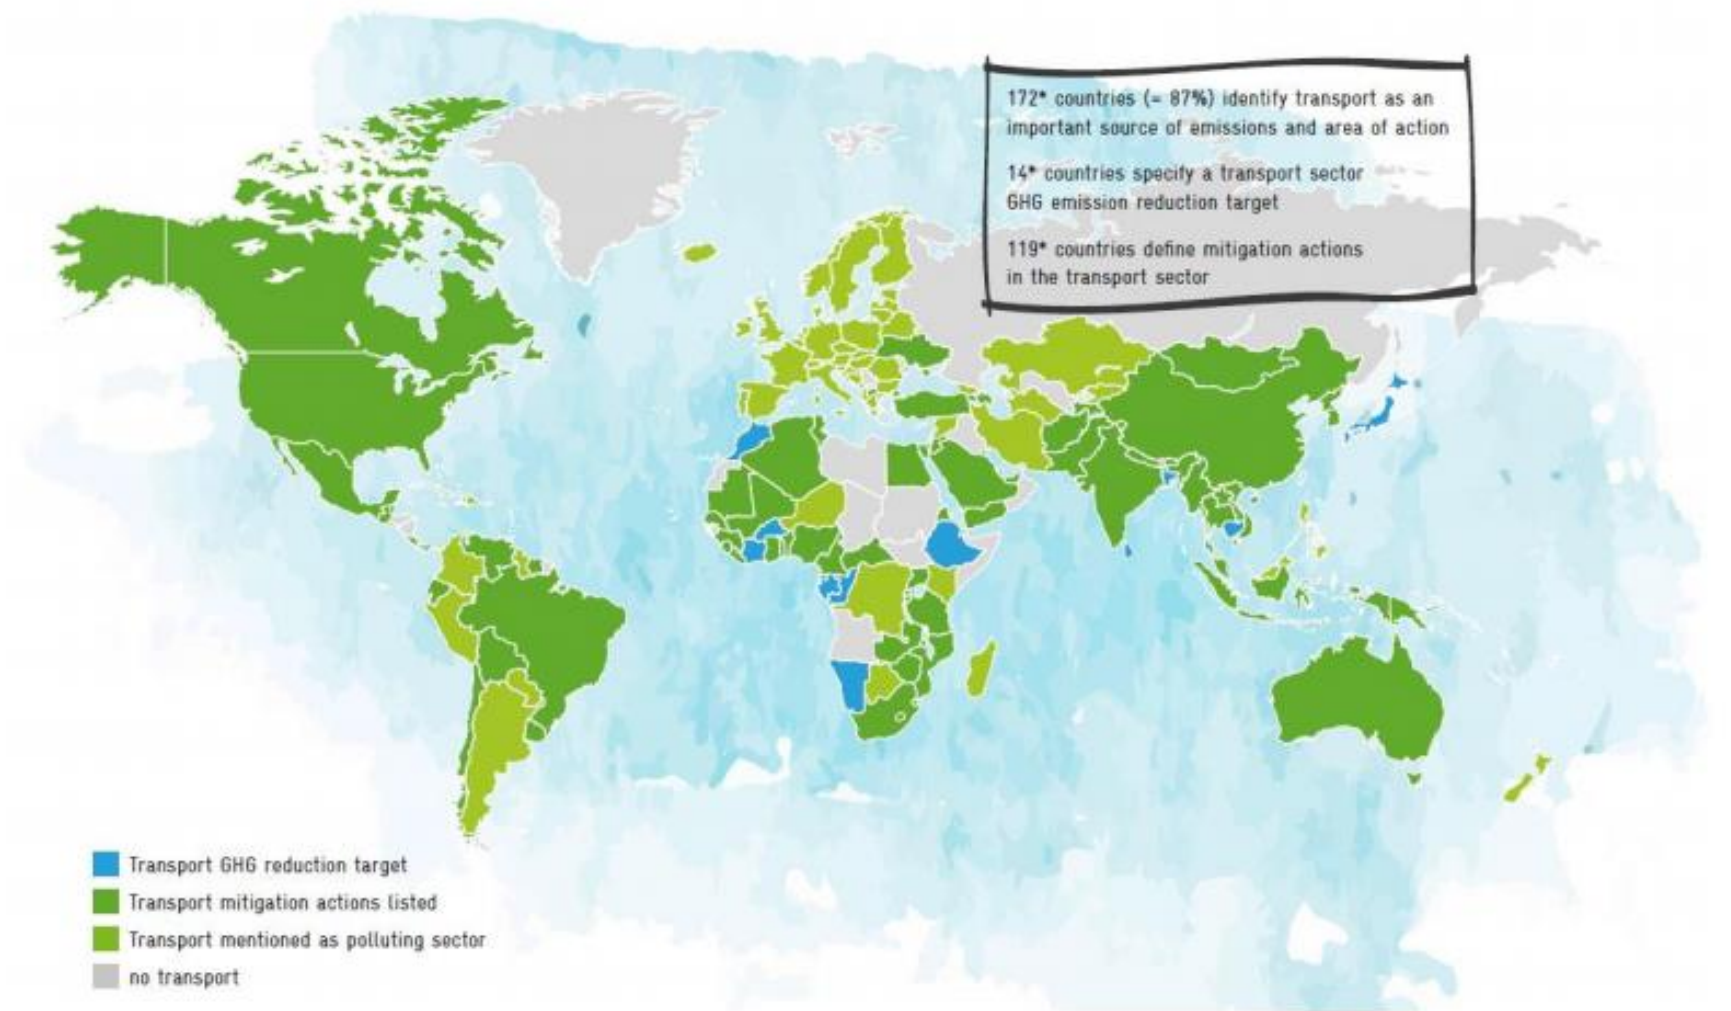 172* countries (= 87%) identify transport as an
important source of emissions and area of action
14* countries specify a transport sector
GHG emission reduction target
119* countries define mitigation actions
in the transport sector
Transport GHG reduction target
Transport mitigation actions listed
Transport mentioned as polluting sector
no transport